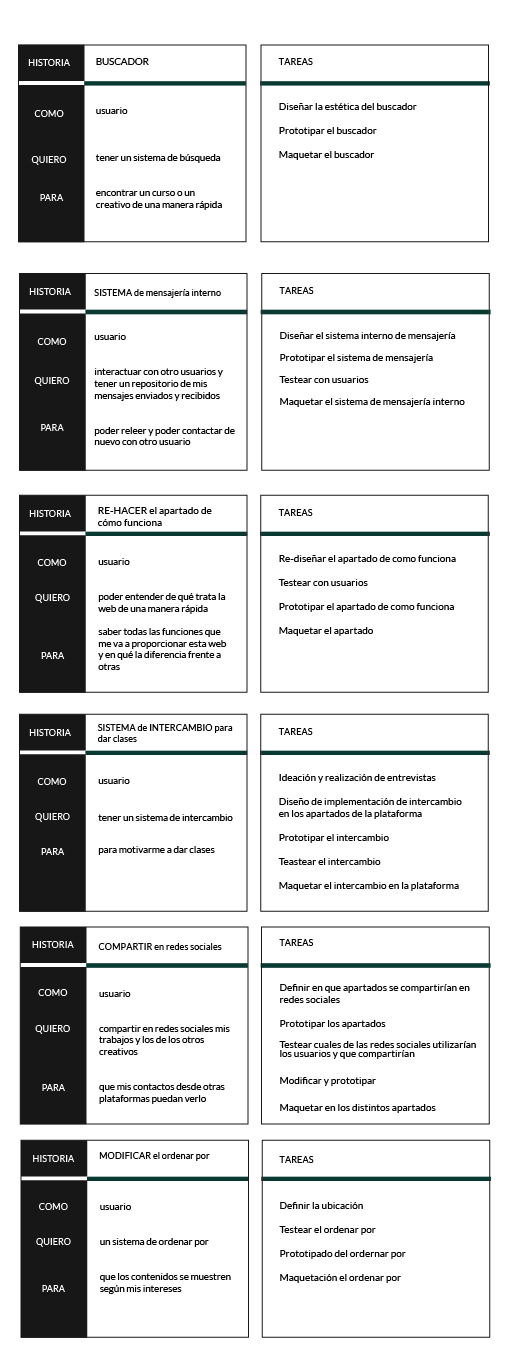 HISTORIA
BUSCADOR
COMO
usuario
QUIERO
tener un sistema de búsqueda
PARA
encontrar un curso o un
creativo de una manera rápida
TAREAS
Diseñar la estética del buscador
Prototipar el buscador
Maquetar el buscador
HISTORIA
SISTEMA de mensajería interno
COMO
usuario
QUIERO
interactuar con otro usuarios y
tener un repositorio de mis
mensajes enviados y recibidos
PARA
poder releer y poder contactar de
nuevo con otro usuario
TAREAS
Diseñar el sistema interno de mensajería
Prototipar el sistema de mensajería
Testear con usuarios
Maquetar el sistema de mensajería interno
HISTORIA
RE-HACER el apartado de
cómo funciona
COMO
usuario
QUIERO
poder entender de qué trata la
web de una manera rápida
PARA
saber todas las funciones que
me va a proporcionar esta web
y en qué la diferencia frente a
otras
TAREAS
Re-diseñar el apartado de como funciona
Testear con usuarios
Prototipar el apartado de como funciona
Maquetar el apartado
HISTORIA
SISTEMA de INTERCAMBIO para
dar clases
COMO
usuario
QUIERO
tener un sistema de intercambio
PARA
para motivarme a dar clases
TAREAS
Ideación y realización de entrevistas
Diseño de implementación de intercambio
en los apartados de la plataforma
Prototipar el intercambio
Teastear el intercambio
Maquetar el intercambio en la plataforma
HISTORIA
COMPARTIR en redes sociales
COMO
usuario
QUIERO
compartir en redes sociales mis
trabajos y los de los otros
creativos
PARA
que mis contactos desde otras
plataformas puedan verlo
TAREAS
Definir en que apartados se compartirían en
redes sociales
Prototipar los apartados
Testear cuales de las redes sociales utilizarían
los usuarios y que compartirían
Modificar y prototipar
Maquetar en los distintos apartados
HISTORIA
MODIFICAR el ordenar por
COMO
usuario
QUIERO
un sistema de ordenar por
PARA
que los contenidos se muestren
según mis intereses
TAREAS
Definir la ubicación
Testear el ordenar por
Prototipado del ordernar por
Maquetación el ordenar por